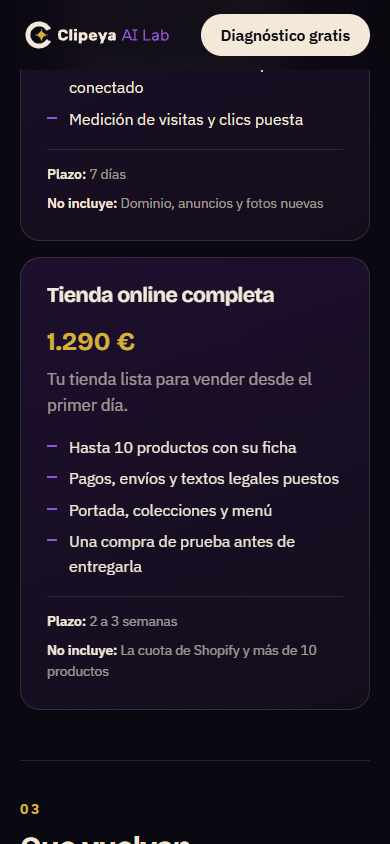 Clipeya AI Lab
Diagnóstico gratis
conectado
Medición de visitas y clics puesta
Plazo: 7 días
No incluye: Dominio, anuncios y fotos nuevas
Tienda online completa
1.290 €
Tu tienda lista para vender desde el
primer día.
Hasta 10 productos con su ficha
Pagos, envíos y textos legales puestos
Portada, colecciones y menú
Una compra de prueba antes de
entregarla
Plazo: 2 a 3 semanas
No incluye: La cuota de Shopify y más de 10
productos
03
Que vuelvan